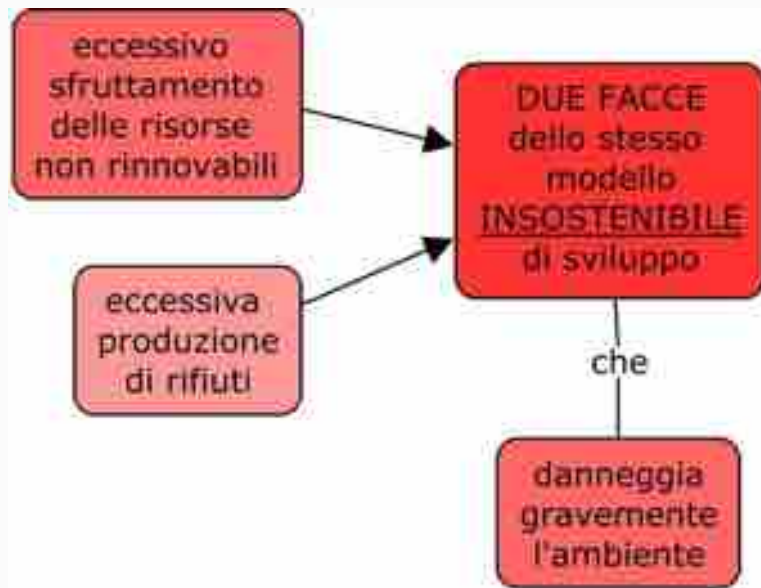 eccessivo
sfruttamento
delle risorse
non rinnovabili
DUE FACCE
dello stesso
modello
INSOSTENIBILE
di sviluppo
eccessiva
produzione
di rifiuti
che
danneggia
gravemente
l'ambiente